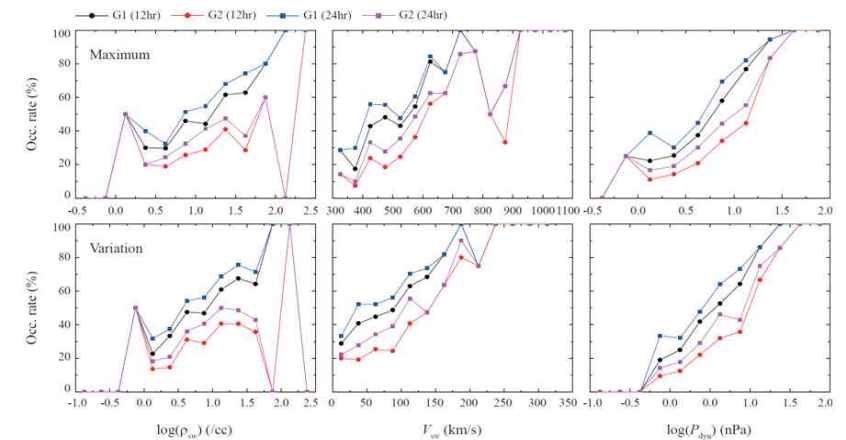 G1 (12hr) G2 (12hr) G1 (24hr) G2 (24hr)
Maximum
Occ. rate (%)
100
80
60
40
20
0
-0.5 0.0 0.5 1.0 1.5 2.0 2.5
300 400 500 600 700 800 900 1000 1100
-0.5 0.0 0.5 1.0 1.5 2.0
Variation
Occ. rate (%)
100
80
60
40
20
0
-1.0 0.0 0.5 1.0 1.5 2.0 2.5
0 50 100 150 200 250 300 350
-1.0 -0.5 0.0 0.5 1.0 1.5 2.0
log(ρsw) (/cc)
Vsw (km/s)
log(Pdyn) (nPa)